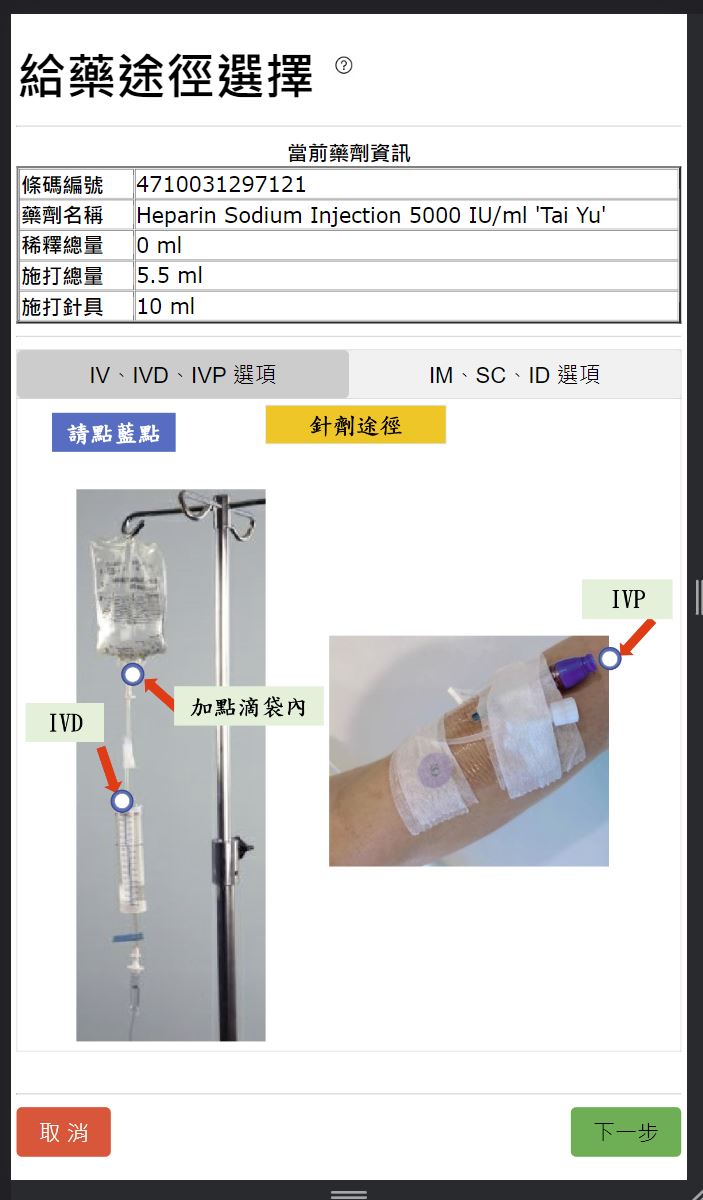 給藥途徑選擇 ?
當前藥劑資訊
條碼編號 4710031297121
藥劑名稱 Heparin Sodium Injection 5000 IU/ml 'Tai Yu'
稀釋總量 0 ml
施打總量 5.5 ml
施打針具 10 ml
IV、IVD、IVP 選項 IM、SC、ID 選項
請點藍點 針劑途徑
IVP
加點滴袋內
IVD
取 消 下一步